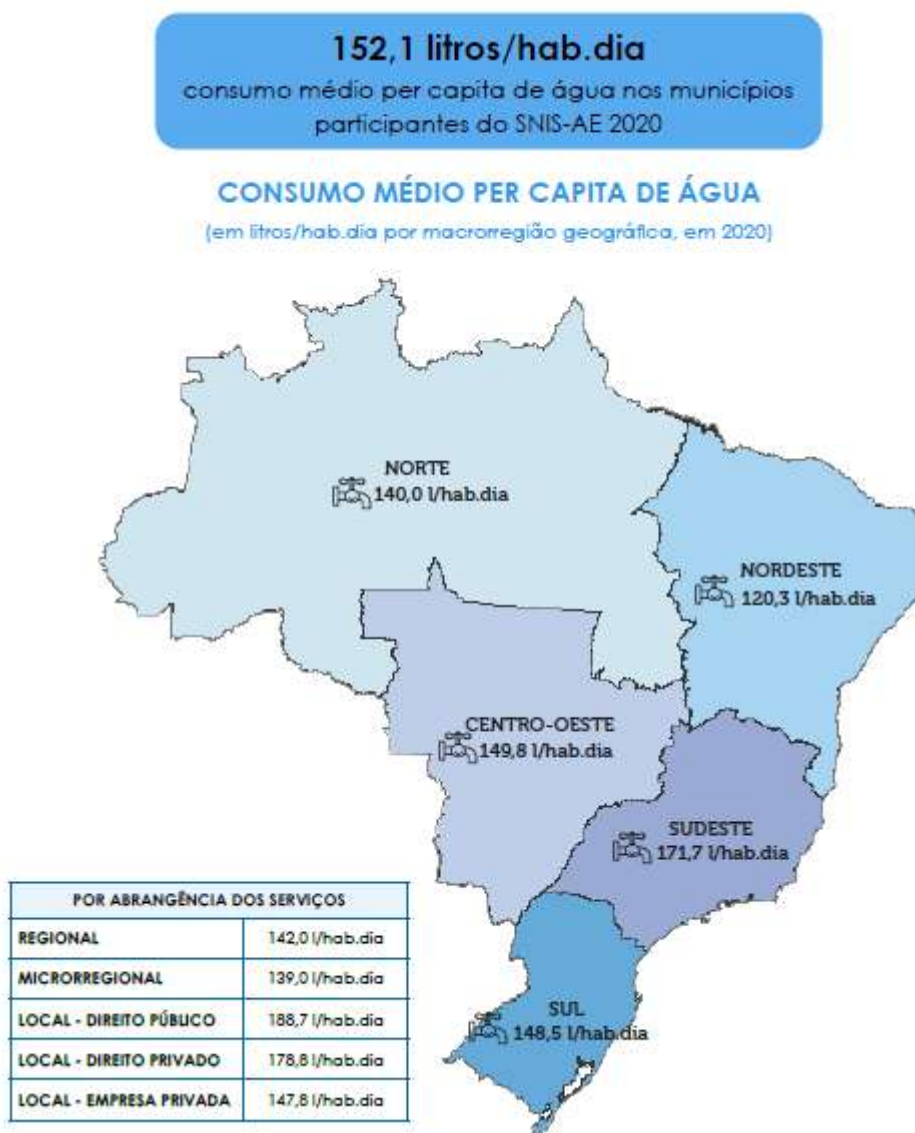 152,1 litros/hab.dia
consumo médio per capita de água nos municípios
participantes do SNIS-AE 2020
CONSUMO MÉDIO PER CAPITA DE ÁGUA
(em litros/hab.dia por macrorregião geográfica, em 2020)
NORTE
140,0 l/hab.dia
NORDESTE
120,3 l/hab.dia
CENTRO-OESTE
149,8 l/hab.dia
SUDESTE
171,7 l/hab.dia
SUL
148,5 l/hab.dia
POR ABRANGÊNCIA DOS SERVIÇOS
REGIONAL 142,0 l/hab.dia
MICRORREGIONAL 139,0 l/hab.dia
LOCAL - DIREITO PÚBLICO 188,7 l/hab.dia
LOCAL - DIREITO PRIVADO 178,8 l/hab.dia
LOCAL - EMPRESA PRIVADA 147,8 l/hab.dia